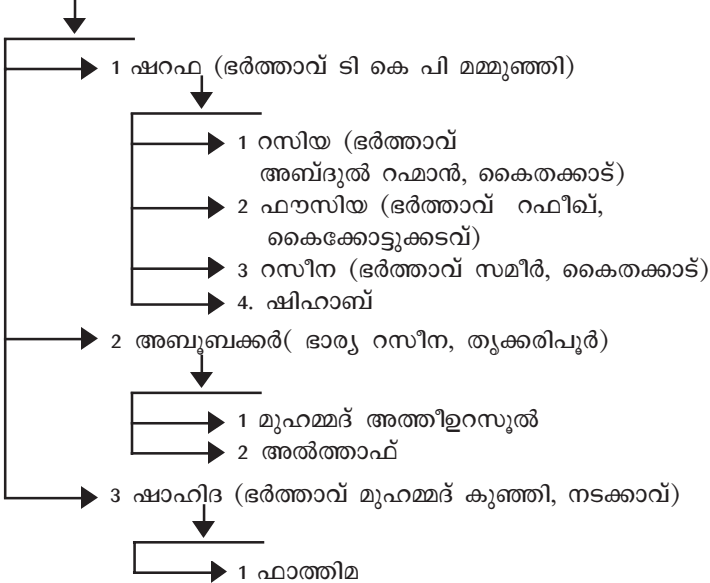 1 ഷറഫ (ഭർത്താവ് ടി കെ പി മമ്മുഞ്ഞി)
1 റസിയ (ഭർത്താവ്
അബ്ദുൽ റഹ്മാൻ, കൈതക്കാട്)
2 ഫൗസിയ (ഭർത്താവ് റഫീഖ്,
കൈക്കോട്ടുക്കടവ്)
3 റസീന (ഭർത്താവ് സമീർ, കൈതക്കാട്)
4. ഷിഹാബ്
2 അബൂബക്കർ( ഭാര്യ റസീന, തൃക്കരിപൂർ)
1 മുഹമ്മദ് അത്തീഉറസൂൽ
2 അൽത്താഫ്
3 ഷാഹിദ (ഭർത്താവ് മുഹമ്മദ് കുഞ്ഞി, നടക്കാവ്)
1 ഫാത്തിമ